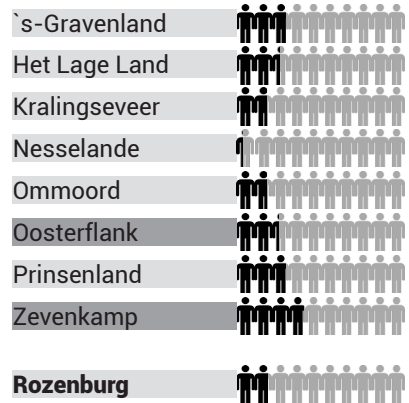 `s-Gravenland
Het Lage Land
Kralingseveer
Nesselande
Ommoord
Oosterflank
Prinsenland
Zevenkamp
Rozenburg